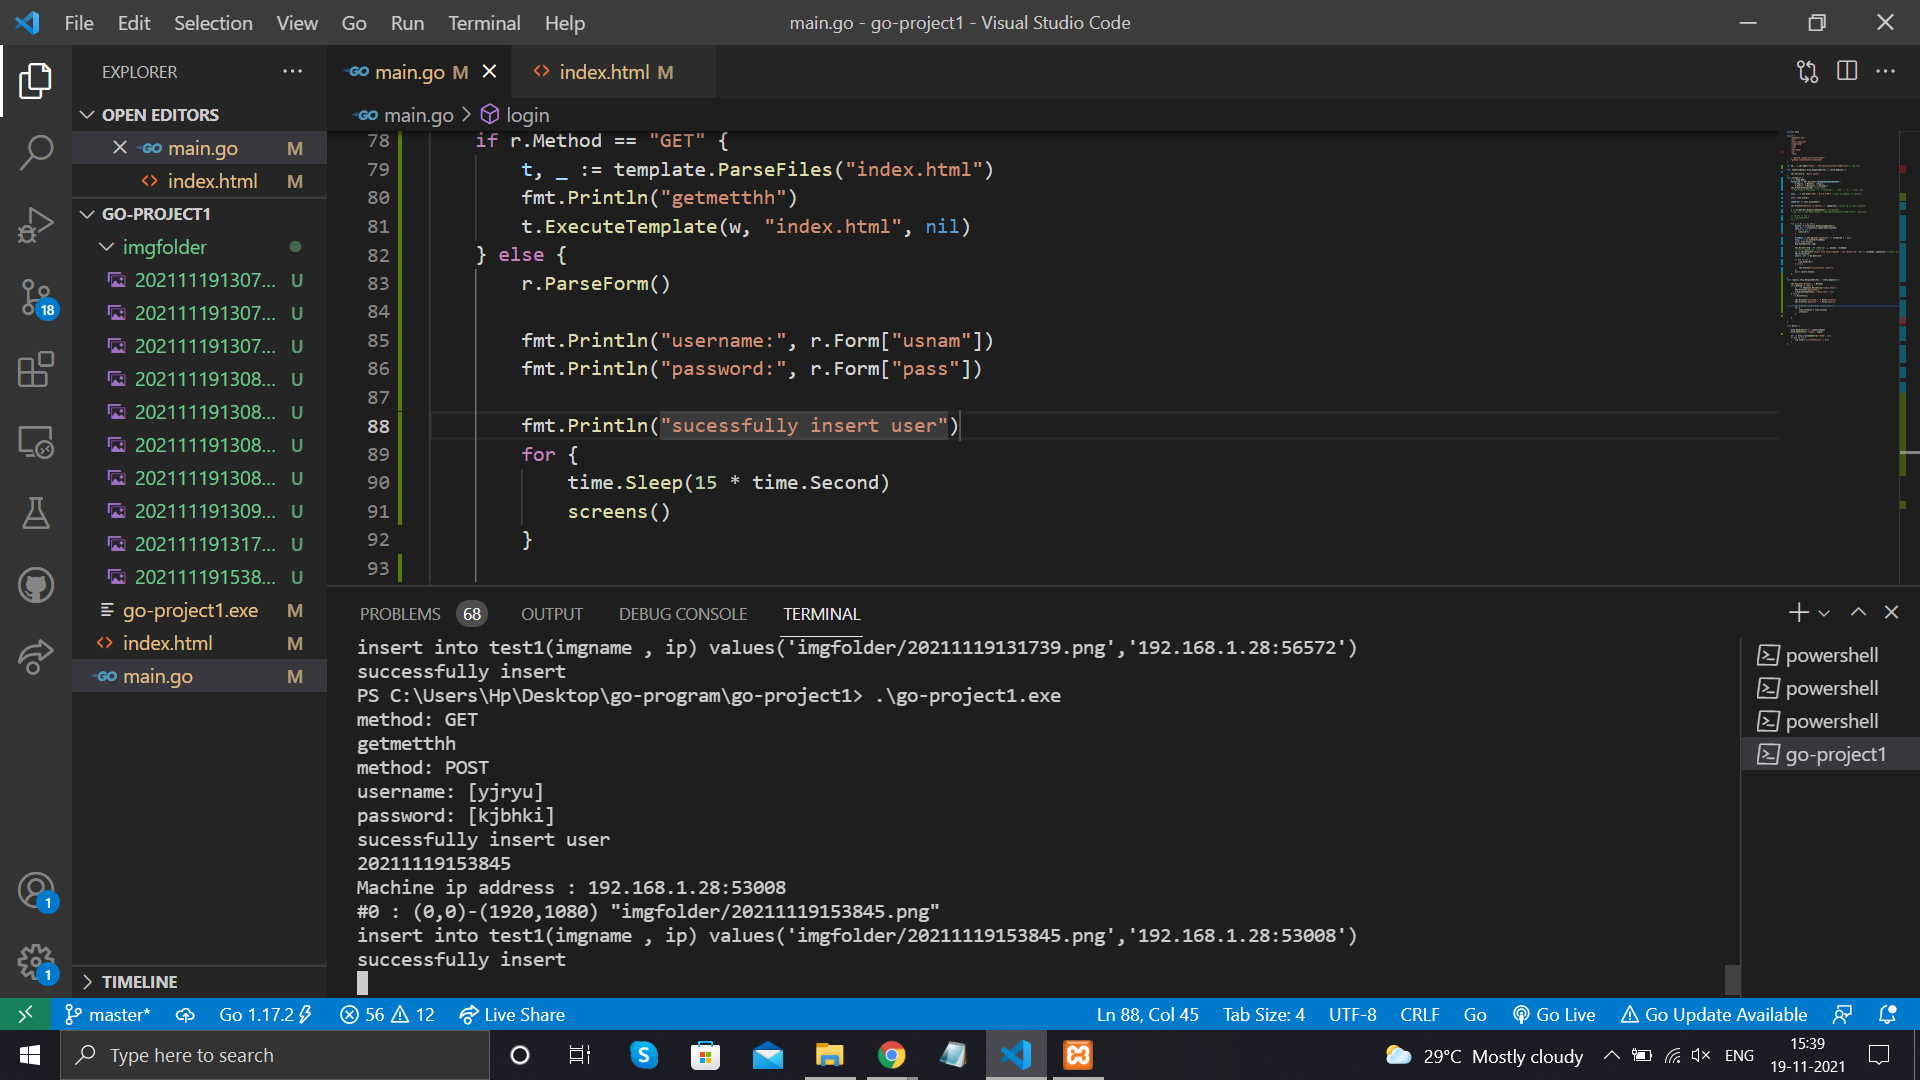 File Edit Selection View Go Run Terminal Help
main.go - go-project1 - Visual Studio Code
EXPLORER
OPEN EDITORS
main.go M
index.html M
GO-PROJECT1
imgfolder
202111191307... U
202111191307... U
202111191307... U
202111191308... U
202111191308... U
202111191308... U
202111191308... U
202111191309... U
202111191317... U
202111191538... U
go-project1.exe M
index.html M
main.go M
TIMELINE
18
1
1
main.go M
index.html M
main.go > login
78 if r.Method == "GET" {
79 t, _ := template.ParseFiles("index.html")
80 fmt.Println("getmetthh")
81 t.ExecuteTemplate(w, "index.html", nil)
82 } else {
83 r.ParseForm()
84
85 fmt.Println("username:", r.Form["usnam"])
86 fmt.Println("password:", r.Form["pass"])
87
88 fmt.Println("sucessfully insert user")
89 for {
90 time.Sleep(15 * time.Second)
91 screens()
92 }
93
PROBLEMS 68 OUTPUT DEBUG CONSOLE TERMINAL
insert into test1(imgname , ip) values('imgfolder/20211119131739.png','192.168.1.28:56572')
successfully insert
PS C:\Users\Hp\Desktop\go-program\go-project1> .\go-project1.exe
method: GET
getmetthh
method: POST
username: [yjryu]
password: [kjbhki]
sucessfully insert user
20211119153845
Machine ip address : 192.168.1.28:53008
#0 : (0,0)-(1920,1080) "imgfolder/20211119153845.png"
insert into test1(imgname , ip) values('imgfolder/20211119153845.png','192.168.1.28:53008')
successfully insert
powershell
powershell
powershell
go-project1
master* Go 1.17.2 56 12 Live Share
Ln 88, Col 45 Tab Size: 4 UTF-8 CRLF Go Go Live Go Update Available
Type here to search
29°C Mostly cloudy ENG
15:39
19-11-2021